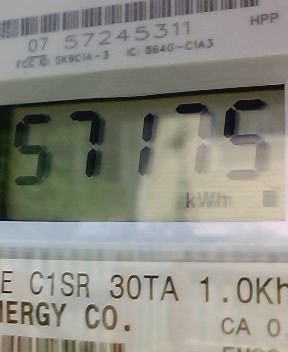 HPP
07 57245311
FCC ID: SK9C1A-3 IC: 864G-C1A3
57175
kWh
E C1SR 30TA 1.0Kh
NERGY CO.
CA 0.